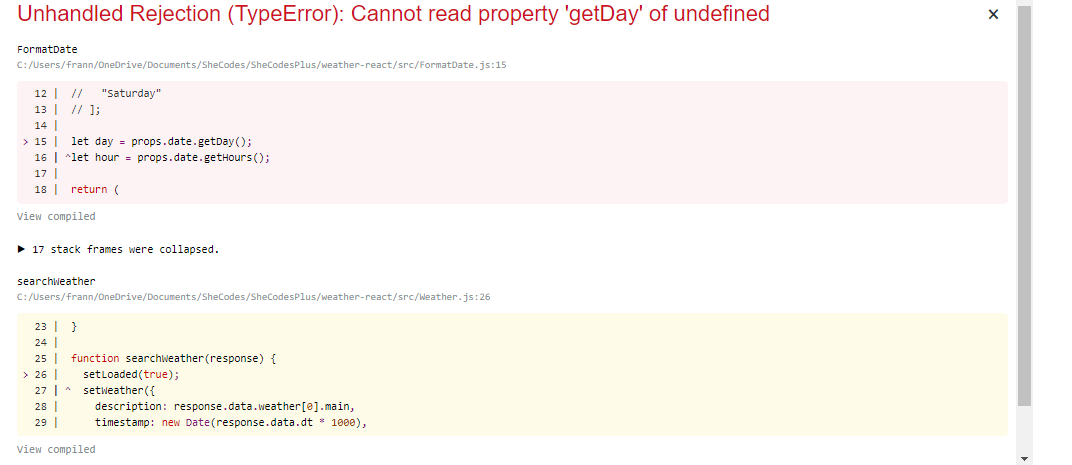 Unhandled Rejection (TypeError): Cannot read property 'getDay' of undefined ×
FormatDate
C:/Users/frann/OneDrive/Documents/SheCodes/SheCodesPlus/weather-react/src/FormatDate.js:15
12 | //   "Saturday"
13 | // ];
14 |
> 15 | let day = props.date.getDay();
16 | ^let hour = props.date.getHours();
17 |
18 | return (
View compiled
▶ 17 stack frames were collapsed.
searchWeather
C:/Users/frann/OneDrive/Documents/SheCodes/SheCodesPlus/weather-react/src/Weather.js:26
23 | }
24 |
25 | function searchWeather(response) {
> 26 |   setLoaded(true);
27 | ^ setWeather({
28 |     description: response.data.weather[0].main,
29 |     timestamp: new Date(response.data.dt * 1000),
View compiled